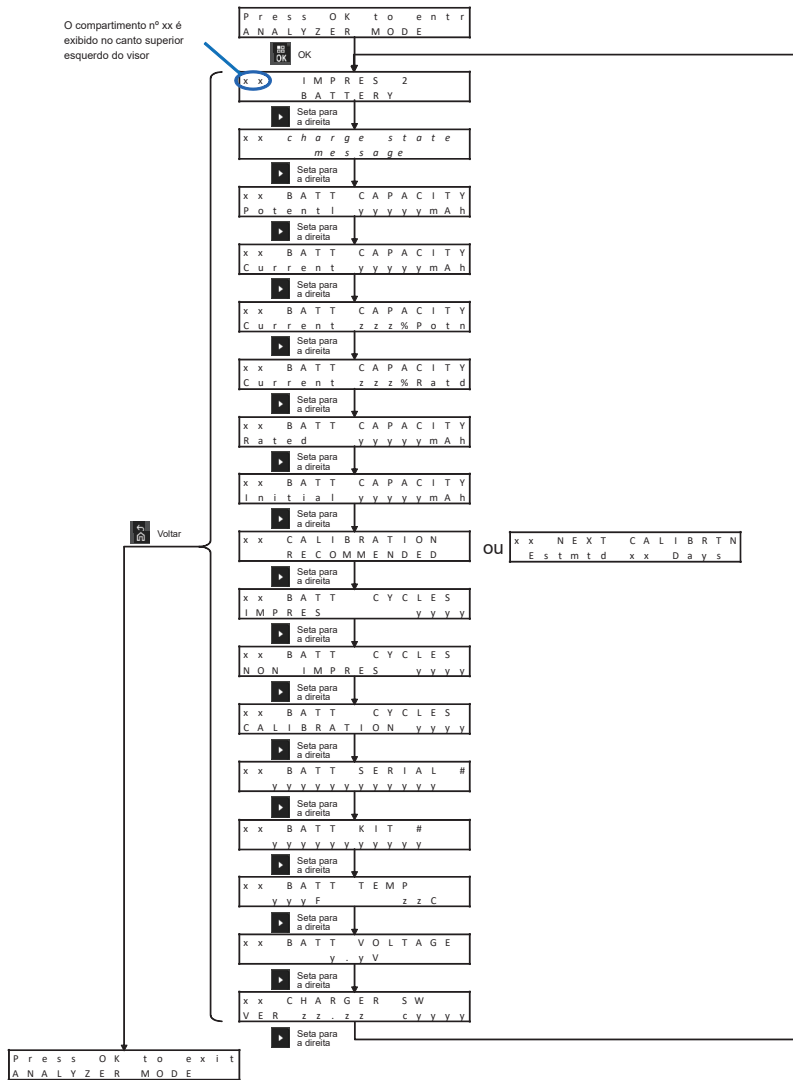 O compartimento nº xx é
exibido no canto superior
esquerdo do visor
Press OK to entr
ANALYZER MODE
OK
OK
xx IMPRES 2
BATTERY
Seta para
a direita
xx charge state
message
Seta para
a direita
xx BATT CAPACITY
Potentl yyyyymAh
Seta para
a direita
xx BATT CAPACITY
Current yyyyymAh
Seta para
a direita
xx BATT CAPACITY
Current zzz%Potn
Seta para
a direita
xx BATT CAPACITY
Current zzz%Ratd
Seta para
a direita
xx BATT CAPACITY
Rated yyyyymAh
Seta para
a direita
xx BATT CAPACITY
Initial yyyyymAh
Seta para
a direita
Voltar
xx CALIBRATION
RECOMMENDED
ou
xx NEXT CALIBRTN
Estmtd xx Days
Seta para
a direita
xx BATT CYCLES
IMPRES yyyy
Seta para
a direita
xx BATT CYCLES
NON IMPRES yyyy
Seta para
a direita
xx BATT CYCLES
CALIBRATION yyyy
Seta para
a direita
xx BATT SERIAL #
yyyyyyyyyyyy
Seta para
a direita
xx BATT KIT #
yyyyyyyyyyy
Seta para
a direita
xx BATT TEMP
yyyF zzC
Seta para
a direita
xx BATT VOLTAGE
y.yV
Seta para
a direita
xx CHARGER SW
VER zz.zz cyyyy
Seta para
a direita
Press OK to exit
ANALYZER MODE